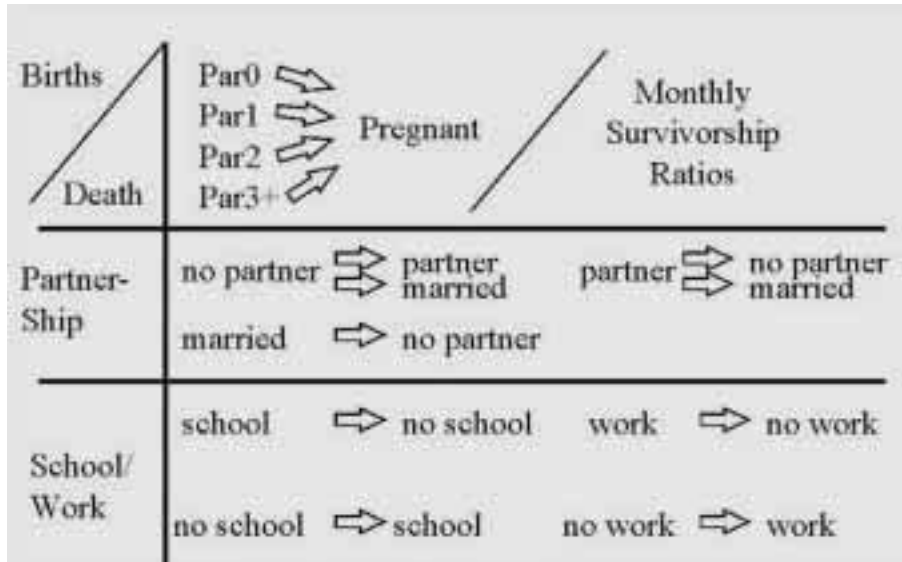 Births
Death
Par0
Par1
Par2
Par3+
Pregnant
Monthly
Survivorship
Ratios
Partner-
Ship
no partner
partner
married
partner
no partner
married
married
no partner
School/
Work
school
no school
work
no work
no school
school
no work
work